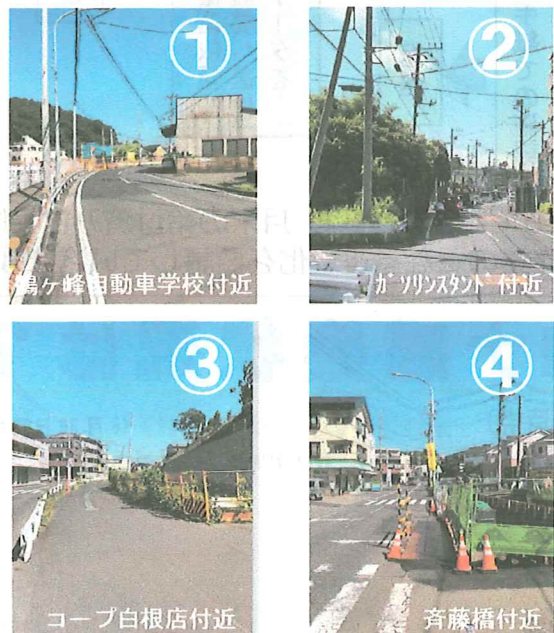 ①
鶴ヶ峰自動車学校付近
②
ガソリンスタンド付近
③
コープ白根店付近
④
斉藤橋付近